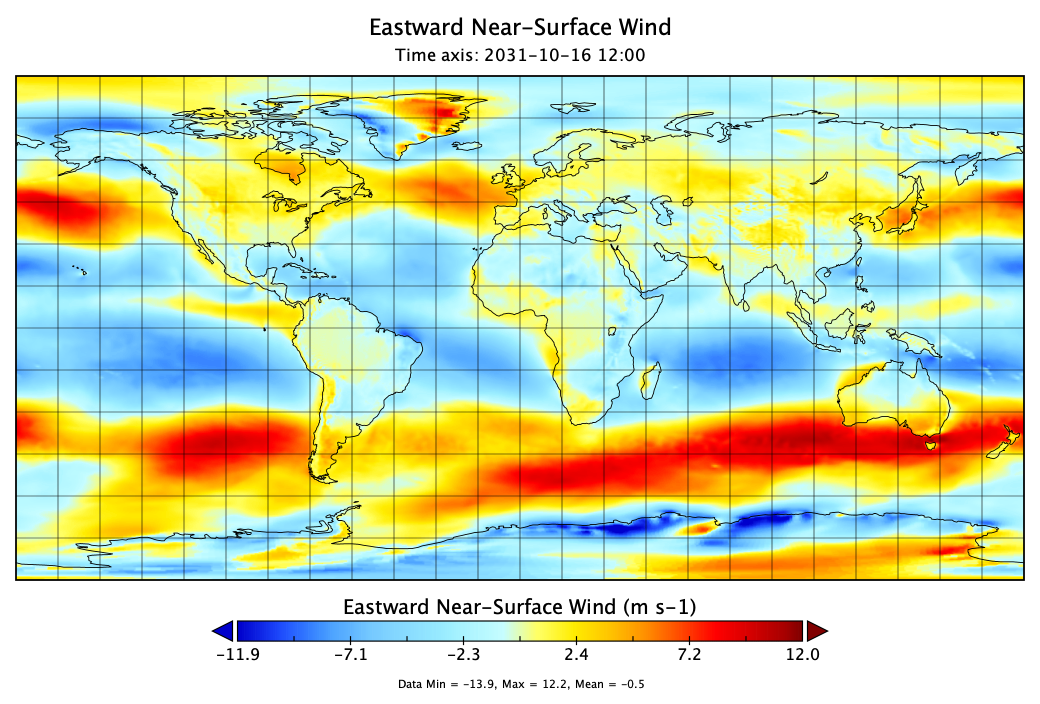 Eastward Near-Surface Wind
Time axis: 2031-10-16 12:00
Eastward Near-Surface Wind (m s-1)
-11.9 -7.1 -2.3 2.4 7.2 12.0
Data Min = -13.9, Max = 12.2, Mean = -0.5